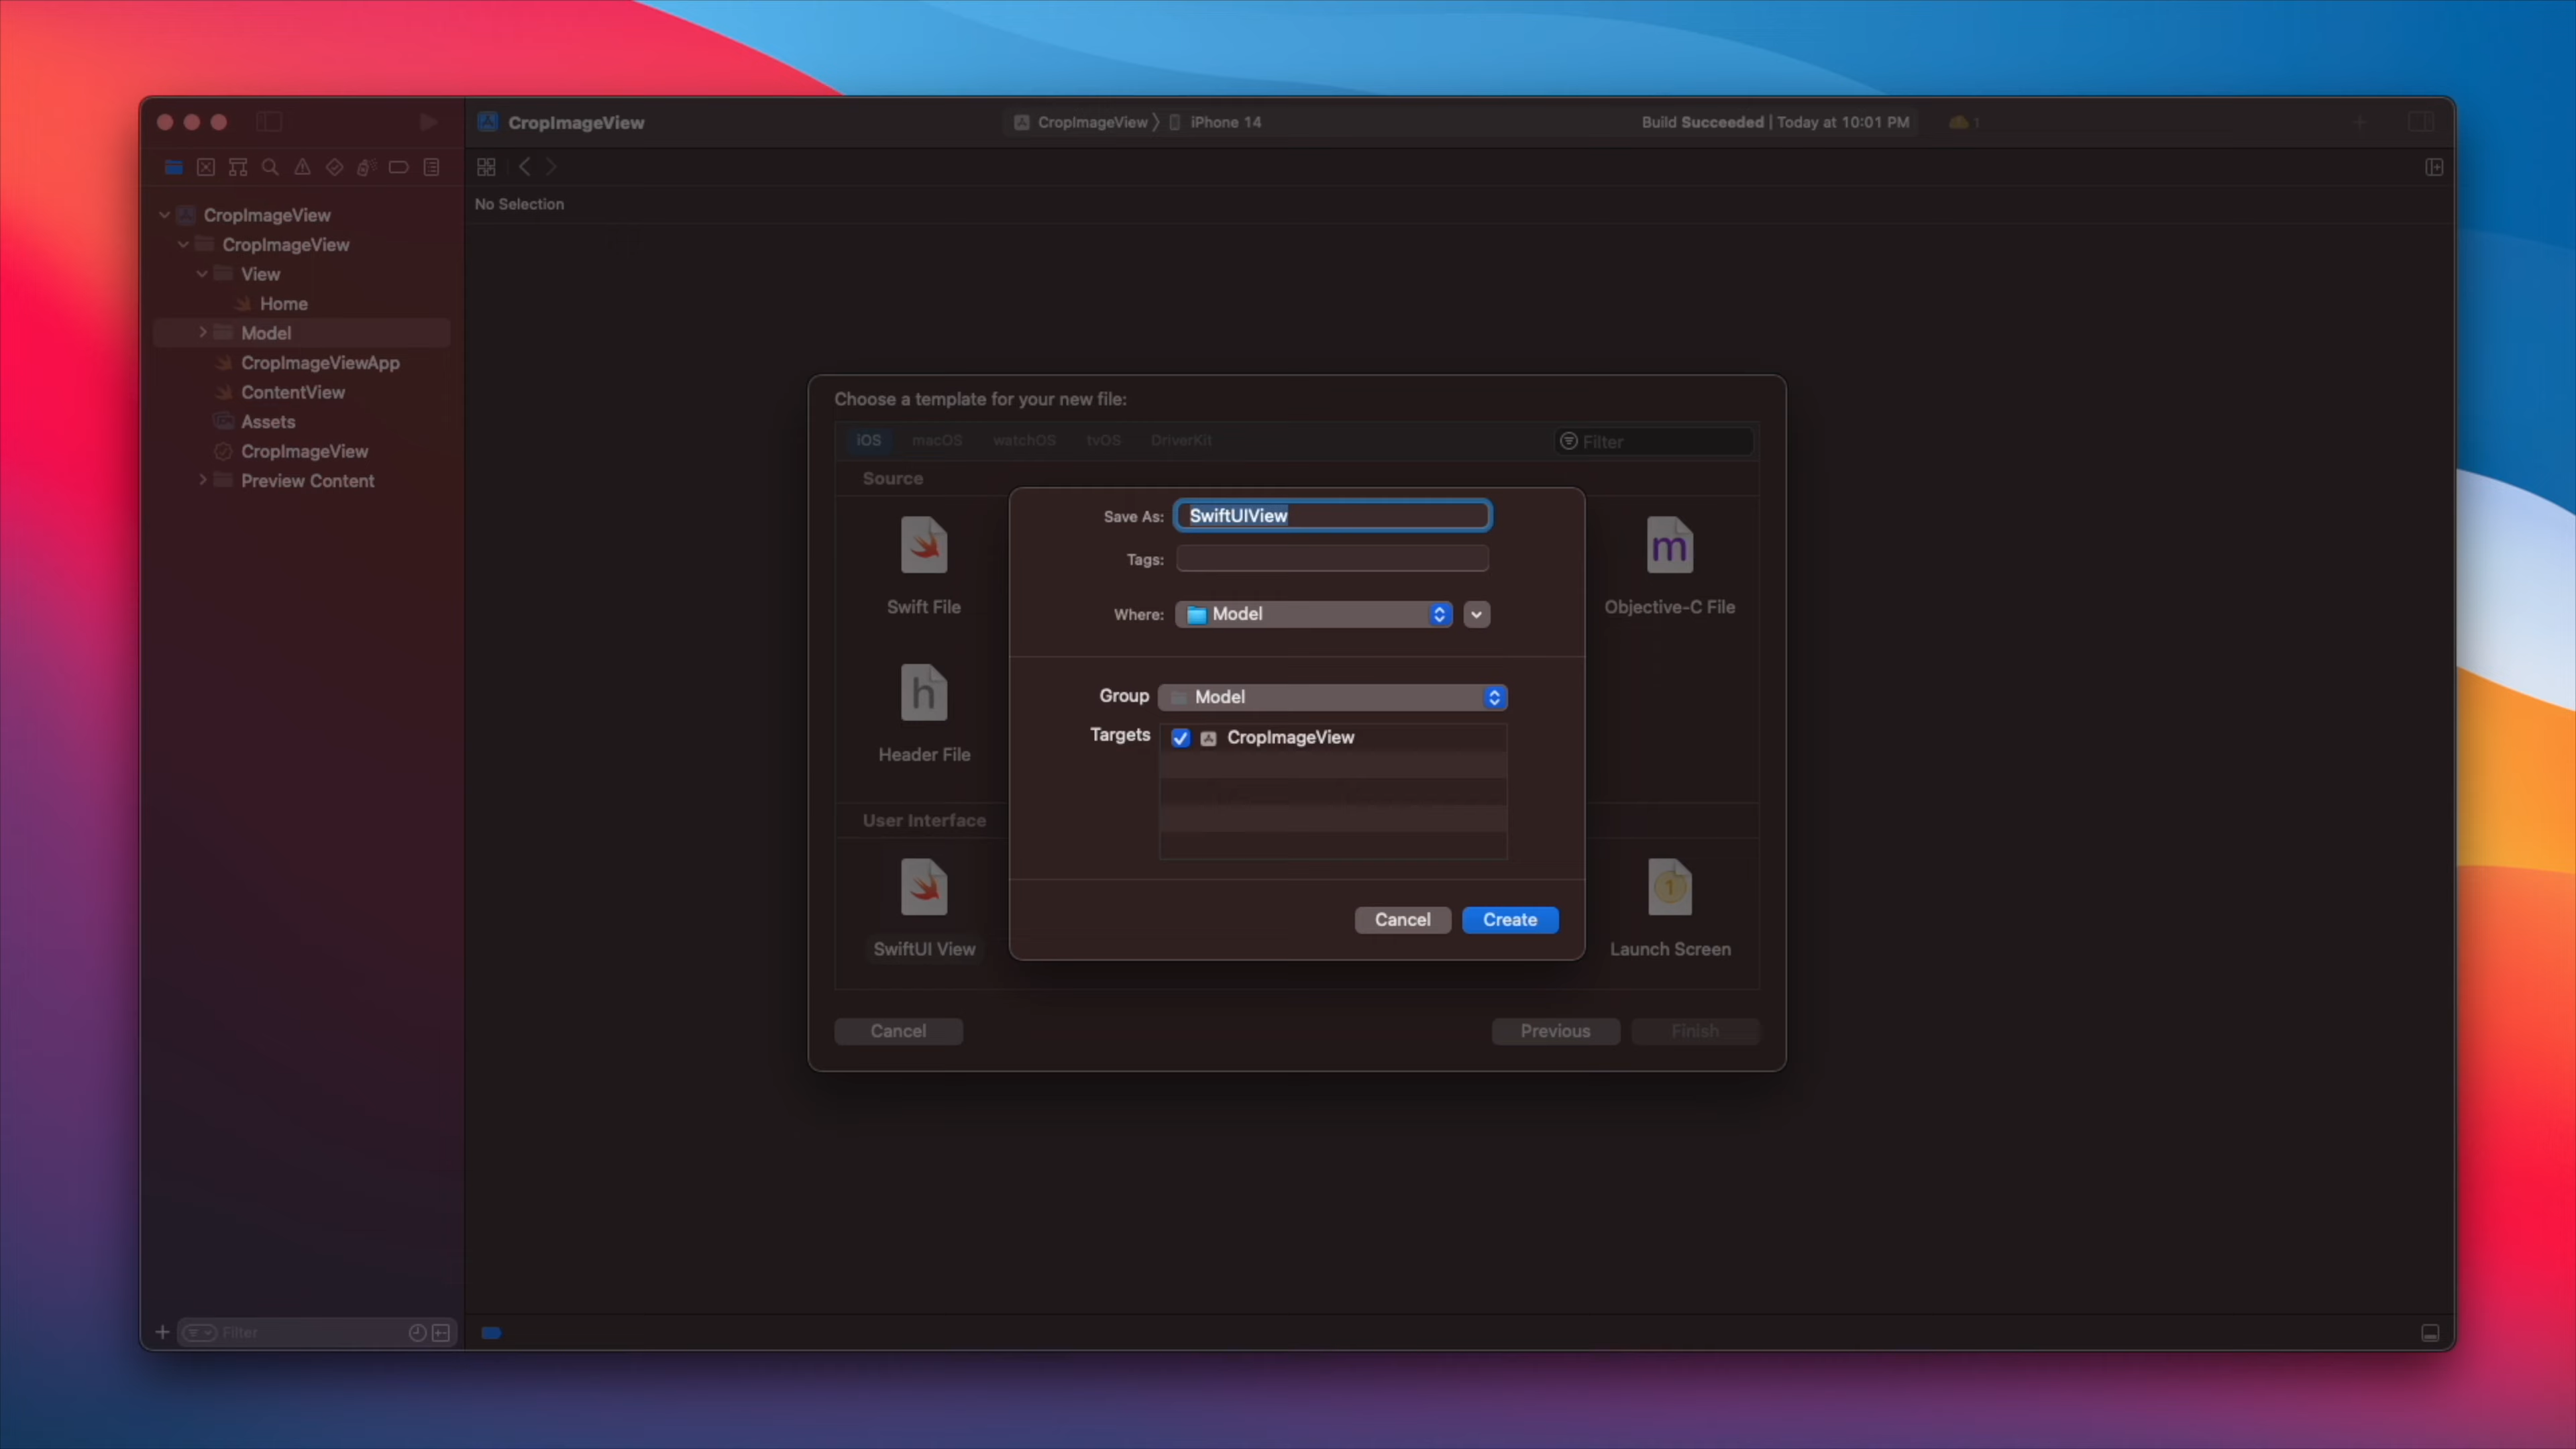 CropImageView
CropImageView 〉 iPhone 14
Build Succeeded | Today at 10:01 PM
1
No Selection
CropImageView
CropImageView
View
Home
Model
CropImageViewApp
ContentView
Assets
CropImageView
Preview Content
Filter
Choose a template for your new file:
iOS macOS watchOS tvOS DriverKit
Filter
Source
Swift File
m
Objective-C File
h
Header File
User Interface
SwiftUI View
1
Launch Screen
Cancel Previous Finish
Save As: SwiftUIView
Tags:
Where: Model
Group Model
Targets CropImageView
Cancel Create